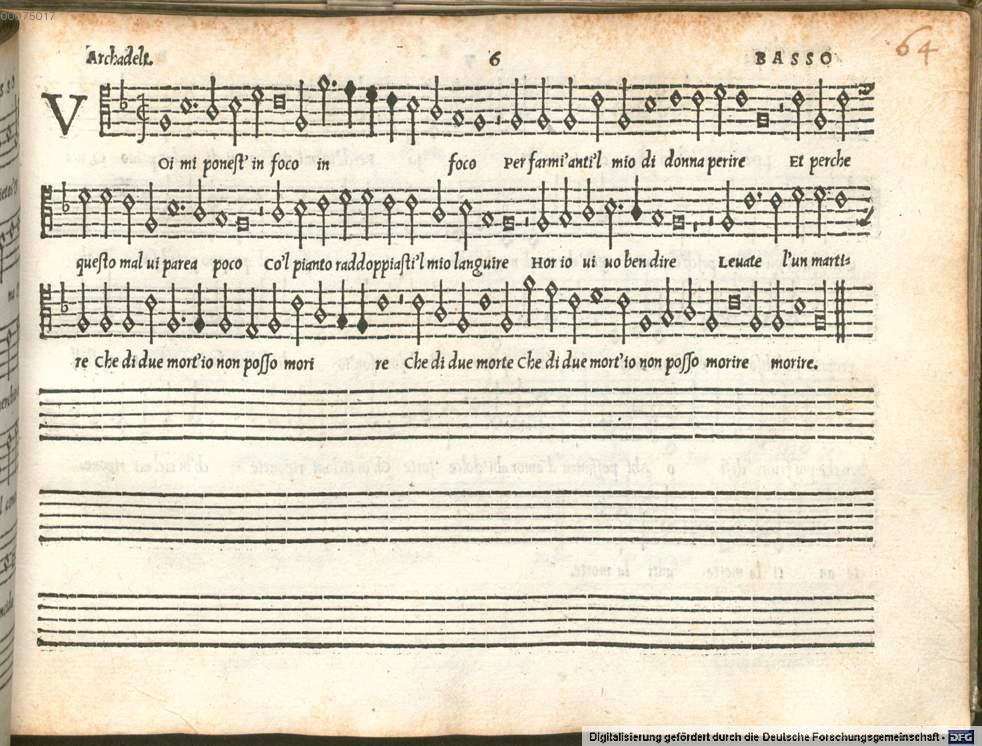 00075017
Archadelt. 6 BASSO 64
V
Oi mi ponest' in foco in foco Per farmi'anti'l mio di donna perire Et perche
questo mal vi parea poco Co'l pianto raddoppiasti'l mio languire Hor io vi vo ben dire Leuate l'un marti-
re Che di due mort'io non posso mori re Che di due morte Che di due mort'io non posso morire morire.
Digitalisierung gefördert durch die Deutsche Forschungsgemeinschaft - DFG